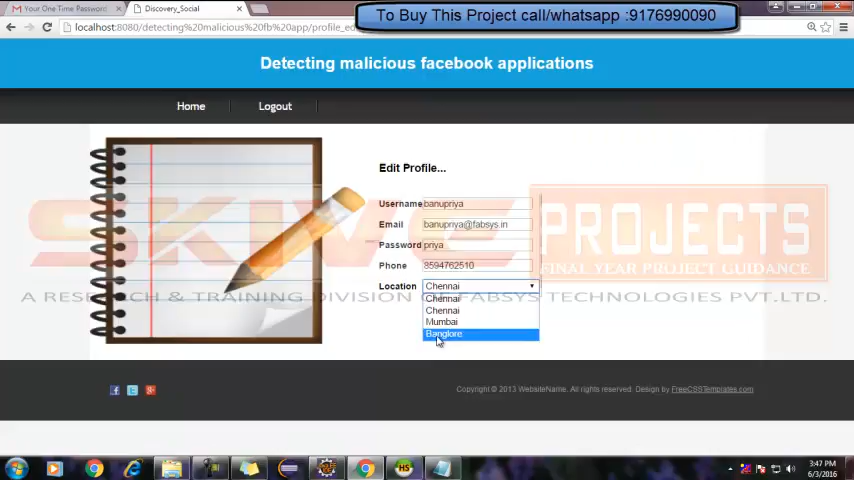 To Buy This Project call/whatsapp :9176990090
Your One Time Password
Discovery_Social
localhost:8080/detecting%20malicious%20fb%20app/profile_ed
Detecting malicious facebook applications
Home
Logout
Edit Profile...
Username banupriya
Email banupriya@fabsys.in
Password priya
Phone 8594762510
Location Chennai
Chennai
Chennai
Mumbai
Banglore
SKIVE PROJECTS
FINAL YEAR PROJECT GUIDANCE
A RESEARCH & TRAINING DIVISION OF FABSYSTEMS TECHNOLOGIES PVT.LTD.
Copyright © 2013 WebsiteName. All rights reserved. Design by FreeCSSTemplates.com
3:47 PM
6/3/2016